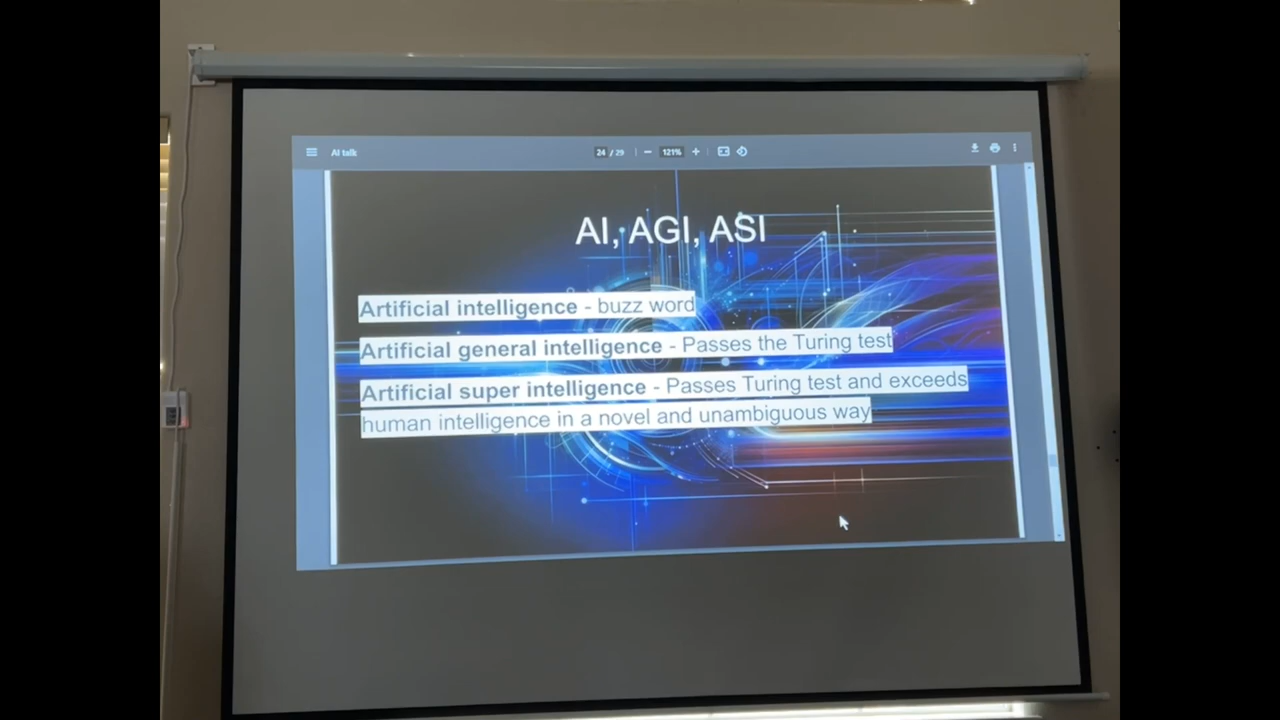 AI talk
24 / 29
121%
AI, AGI, ASI
Artificial intelligence - buzz word
Artificial general intelligence - Passes the Turing test
Artificial super intelligence - Passes Turing test and exceeds
human intelligence in a novel and unambiguous way